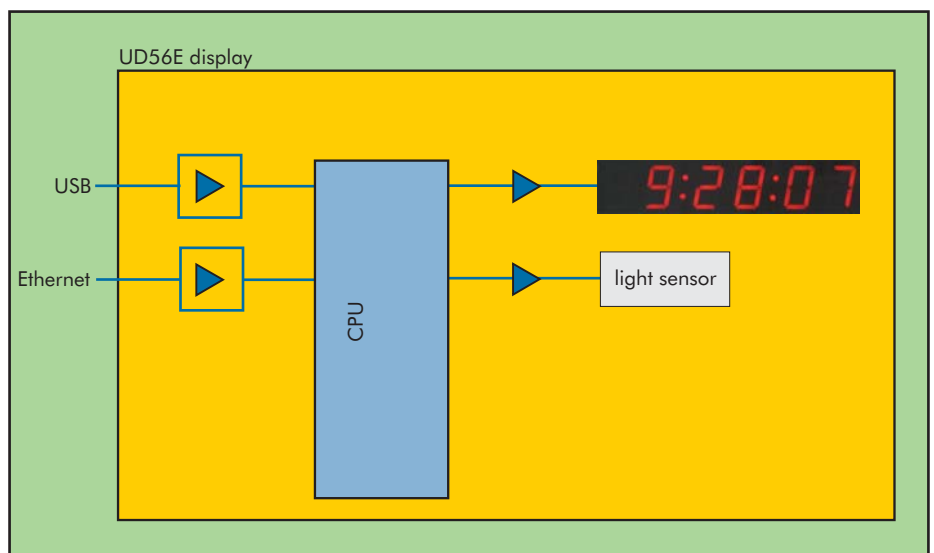 UD56E display
USB
9:28:07
Ethernet
light sensor
CPU